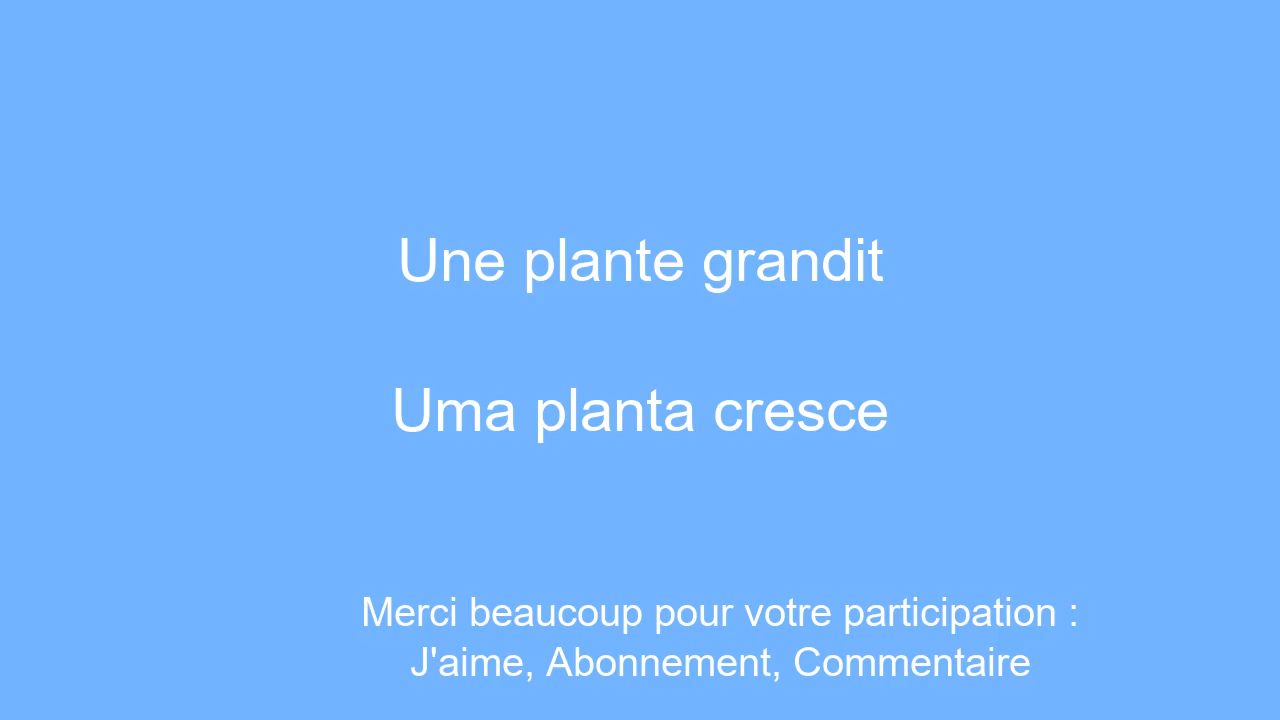 Une plante grandit
Uma planta cresce
Merci beaucoup pour votre participation :
J'aime, Abonnement, Commentaire